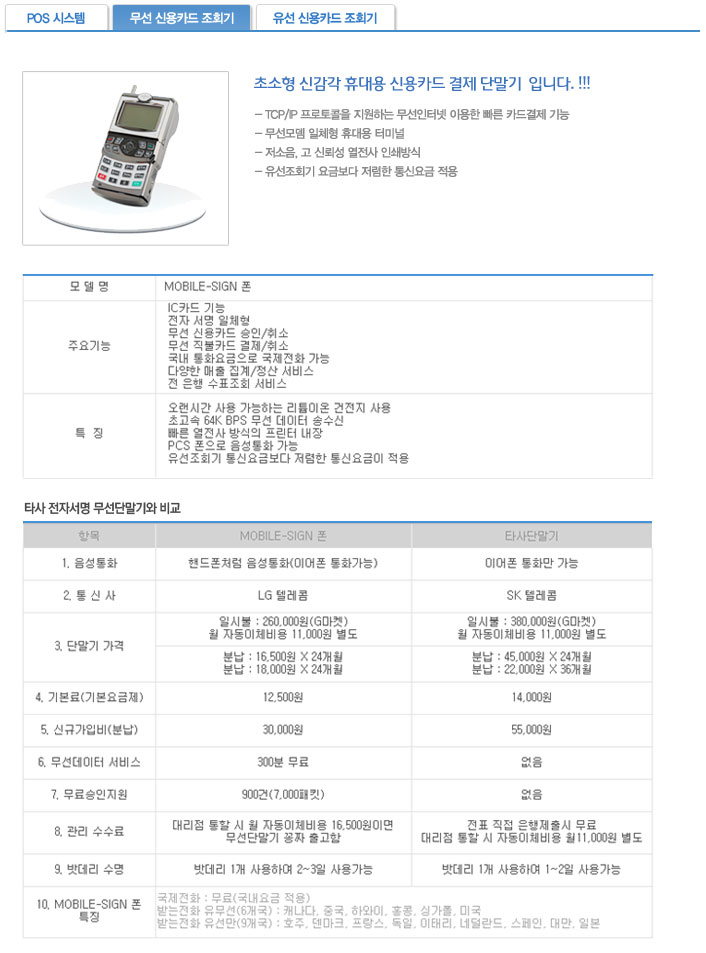 POS 시스템
무선 신용카드 조회기
유선 신용카드 조회기
초소형 신감각 휴대용 신용카드 결제 단말기 입니다. !!!
- TCP/IP 프로토콜을 지원하는 무선인터넷 이용한 빠른 카드결제 기능
- 무선모뎀 일체형 휴대용 터미널
- 저소음, 고 신뢰성 열전사 인쇄방식
- 유선조회기 요금보다 저렴한 통신요금 적용
모 델 명
MOBILE-SIGN 폰
주요기능
IC카드 기능
전자 서명 일체형
무선 신용카드 승인/취소
무선 직불카드 결제/취소
국내 통화요금으로 국제전화 가능
다양한 매출 집계/정산 서비스
전 은행 수표조회 서비스
특 징
오랜시간 사용 가능하는 리튬이온 건전지 사용
초고속 64K BPS 무선 데이터 송수신
빠른 열전사 방식의 프린터 내장
PCS 폰으로 음성통화 가능
유선조회기 통신요금보다 저렴한 통신요금이 적용
타사 전자서명 무선단말기와 비교
항목
MOBILE-SIGN 폰
타사단말기
1. 음성통화
핸드폰처럼 음성통화(이어폰 통화가능)
이어폰 통화만 가능
2. 통 신 사
LG 텔레콤
SK 텔레콤
3. 단말기 가격
일시불 : 260,000원(G마켓)
월 자동이체비용 11,000원 별도
일시불 : 380,000원(G마켓)
월 자동이체비용 11,000원 별도
분납 : 16,500원 X 24개월
분납 : 18,000원 X 24개월
분납 : 45,000원 X 24개월
분납 : 22,000원 X 36개월
4. 기본료(기본요금제)
12,500원
14,000원
5. 신규가입비(분납)
30,000원
55,000원
6. 무선데이터 서비스
300분 무료
없음
7. 무료승인지원
900건(7,000패킷)
없음
8. 관리 수수료
대리점 통할 시 월 자동이체비용 16,500원이면
무선단말기 꽁짜 출고함
전표 직접 은행제출시 무료
대리점 통할 시 자동이체비용 월11,000원 별도
9. 밧데리 수명
밧데리 1개 사용하며 2~3일 사용가능
밧데리 1개 사용하며 1~2일 사용가능
10. MOBILE-SIGN 폰
특징
국제전화 : 무료(국내요금 적용)
받는전화 유무선(6개국) : 캐나다, 중국, 하와이, 홍콩, 싱가폴, 미국
받는전화 유선만(9개국) : 호주, 덴마크, 프랑스, 독일, 이태리, 네덜란드, 스페인, 대만, 일본